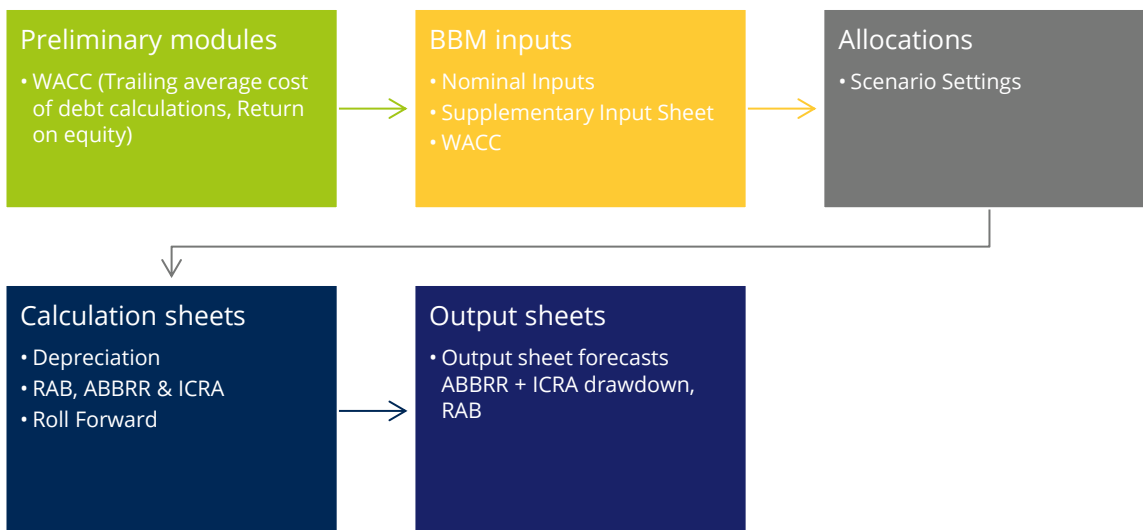 Preliminary modules
• WACC (Trailing average cost
of debt calculations, Return
on equity)
BBM inputs
• Nominal Inputs
• Supplementary Input Sheet
• WACC
Allocations
• Scenario Settings
Calculation sheets
• Depreciation
• RAB, ABBRR & ICRA
• Roll Forward
Output sheets
• Output sheet forecasts
ABBRR + ICRA drawdown,
RAB